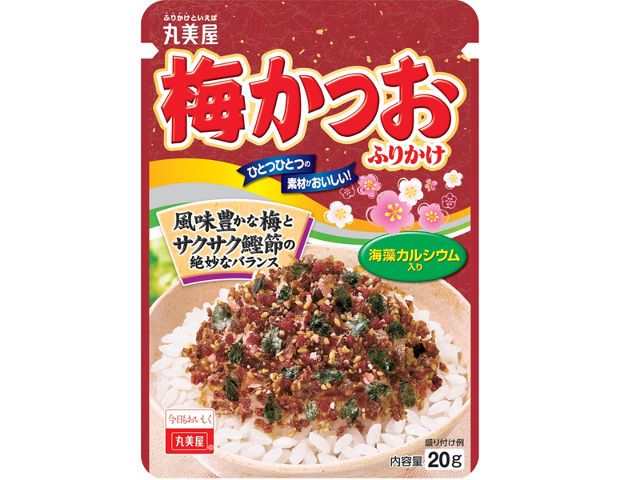 ふりかけといえば
丸美屋
梅かつお
ふりかけ
ひとつひとつの
素材がおいしい!
風味豊かな梅と
サクサク鰹節の
絶妙なバランス
海藻カルシウム
入り
今日もおいしく
丸美屋®
盛り付け例
内容量20g